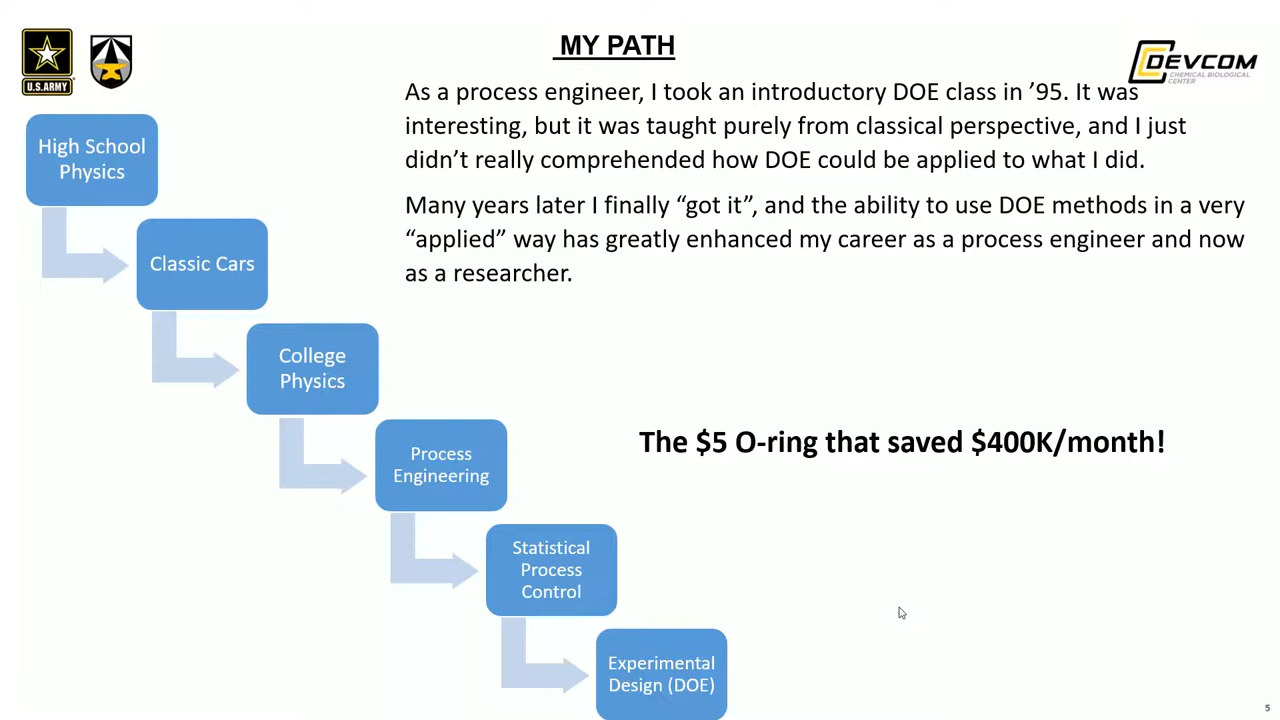 MY PATH
U.S.ARMY
DEVCOM
CHEMICAL BIOLOGICAL
CENTER
As a process engineer, I took an introductory DOE class in ’95. It was
interesting, but it was taught purely from classical perspective, and I just
didn’t really comprehended how DOE could be applied to what I did.
Many years later I finally “got it”, and the ability to use DOE methods in a very
“applied” way has greatly enhanced my career as a process engineer and now
as a researcher.
High School
Physics
Classic Cars
College
Physics
Process
Engineering
The $5 O-ring that saved $400K/month!
Statistical
Process
Control
Experimental
Design (DOE)
5